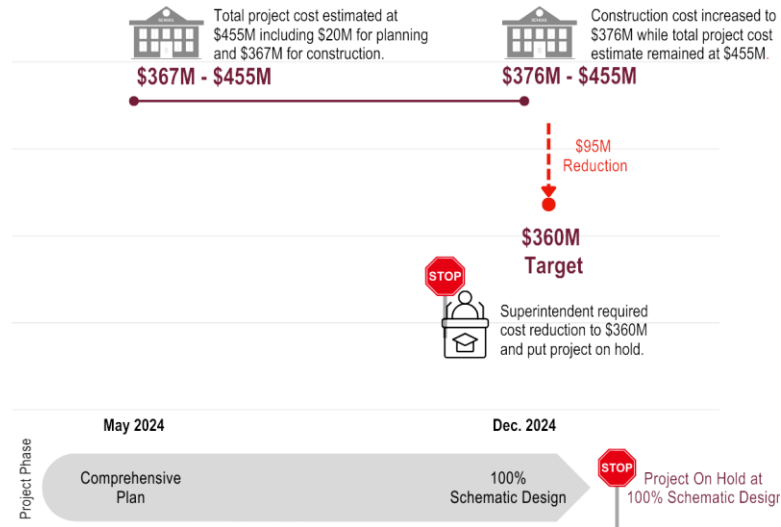 SCHOOL
Total project cost estimated at
$455M including $20M for planning
and $367M for construction.
$367M - $455M
SCHOOL
Construction cost increased to
$376M while total project cost
estimate remained at $455M.
$376M - $455M
$95M
Reduction
$360M
Target
STOP
Superintendent required
cost reduction to $360M
and put project on hold.
May 2024
Dec. 2024
Project Phase
Comprehensive
Plan
100%
Schematic Design
STOP
Project On Hold at
100% Schematic Design